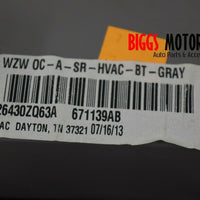 BIGGS MOTOR
WZW OC-A-SR-HVAC-BT-GRAY
26430ZQ63A 671139AB
AC DAYTON, TN 37321 07/16/13